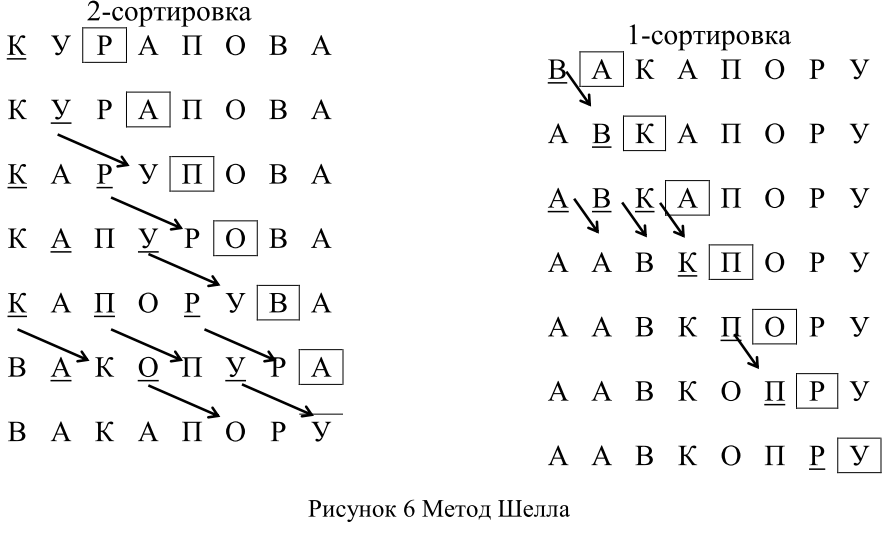 2-сортировка
К У Р А П О В А
К У Р А П О В А
К А Р У П О В А
К А П У Р О В А
К А П О Р У В А
В А К О П У Р А
В А К А П О Р У
1-сортировка
В А К А П О Р У
А В К А П О Р У
А В К А П О Р У
А А В К П О Р У
А А В К П О Р У
А А В К О П Р У
А А В К О П Р У
Рисунок 6 Метод Шелла